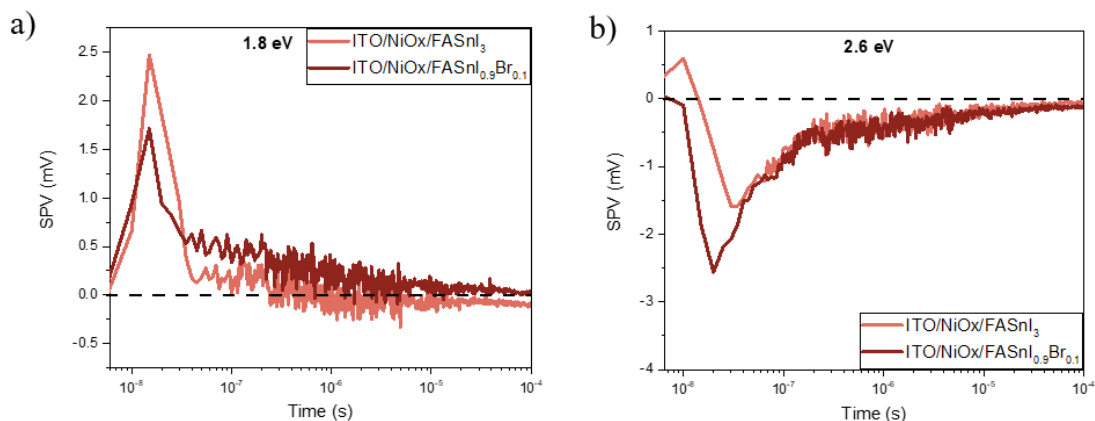 a)
1.8 eV
ITO/NiOx/FASnI3
ITO/NiOx/FASnI0.9Br0.1
2.5
2.0
1.5
1.0
0.5
0.0
-0.5
SPV (mV)
10-8
10-7
10-6
10-5
10-4
Time (s)
b)
2.6 eV
1
0
-1
-2
-3
-4
SPV (mV)
ITO/NiOx/FASnI3
ITO/NiOx/FASnI0.9Br0.1
10-8
10-7
10-6
10-5
10-4
Time (s)